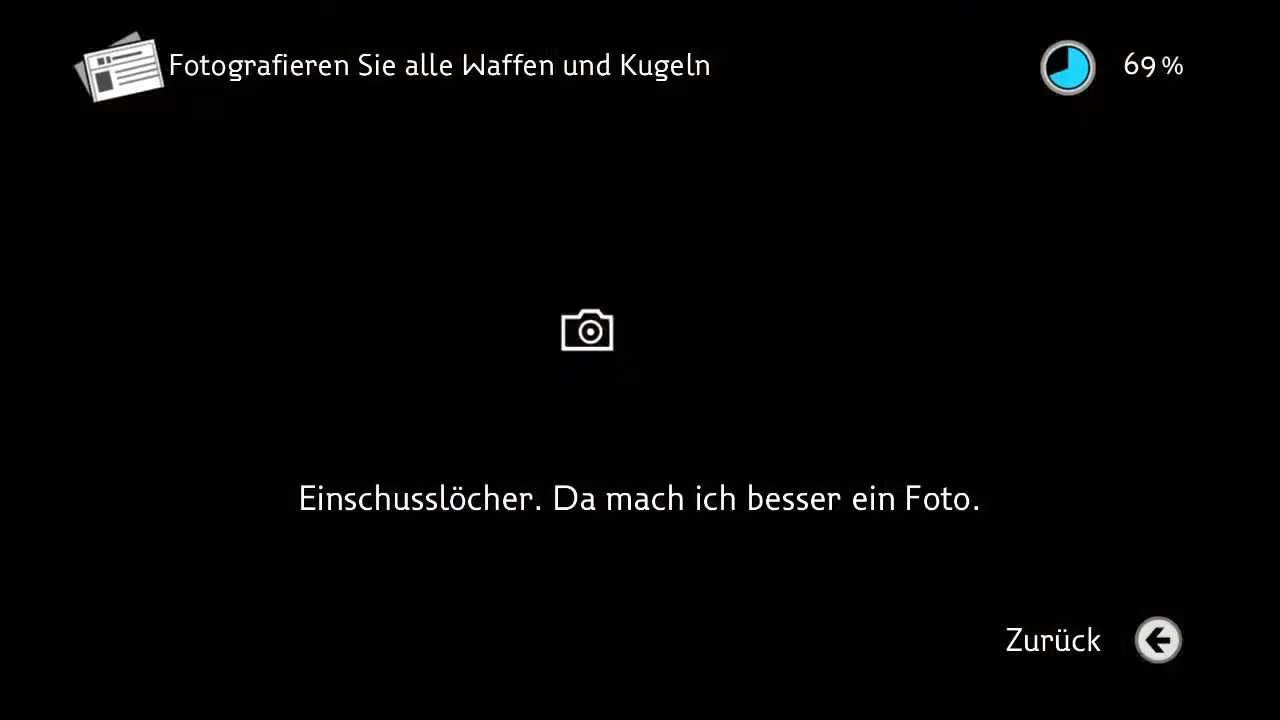 Fotografieren Sie alle Waffen und Kugeln
69 %
Einschusslöcher. Da mach ich besser ein Foto.
Zurück